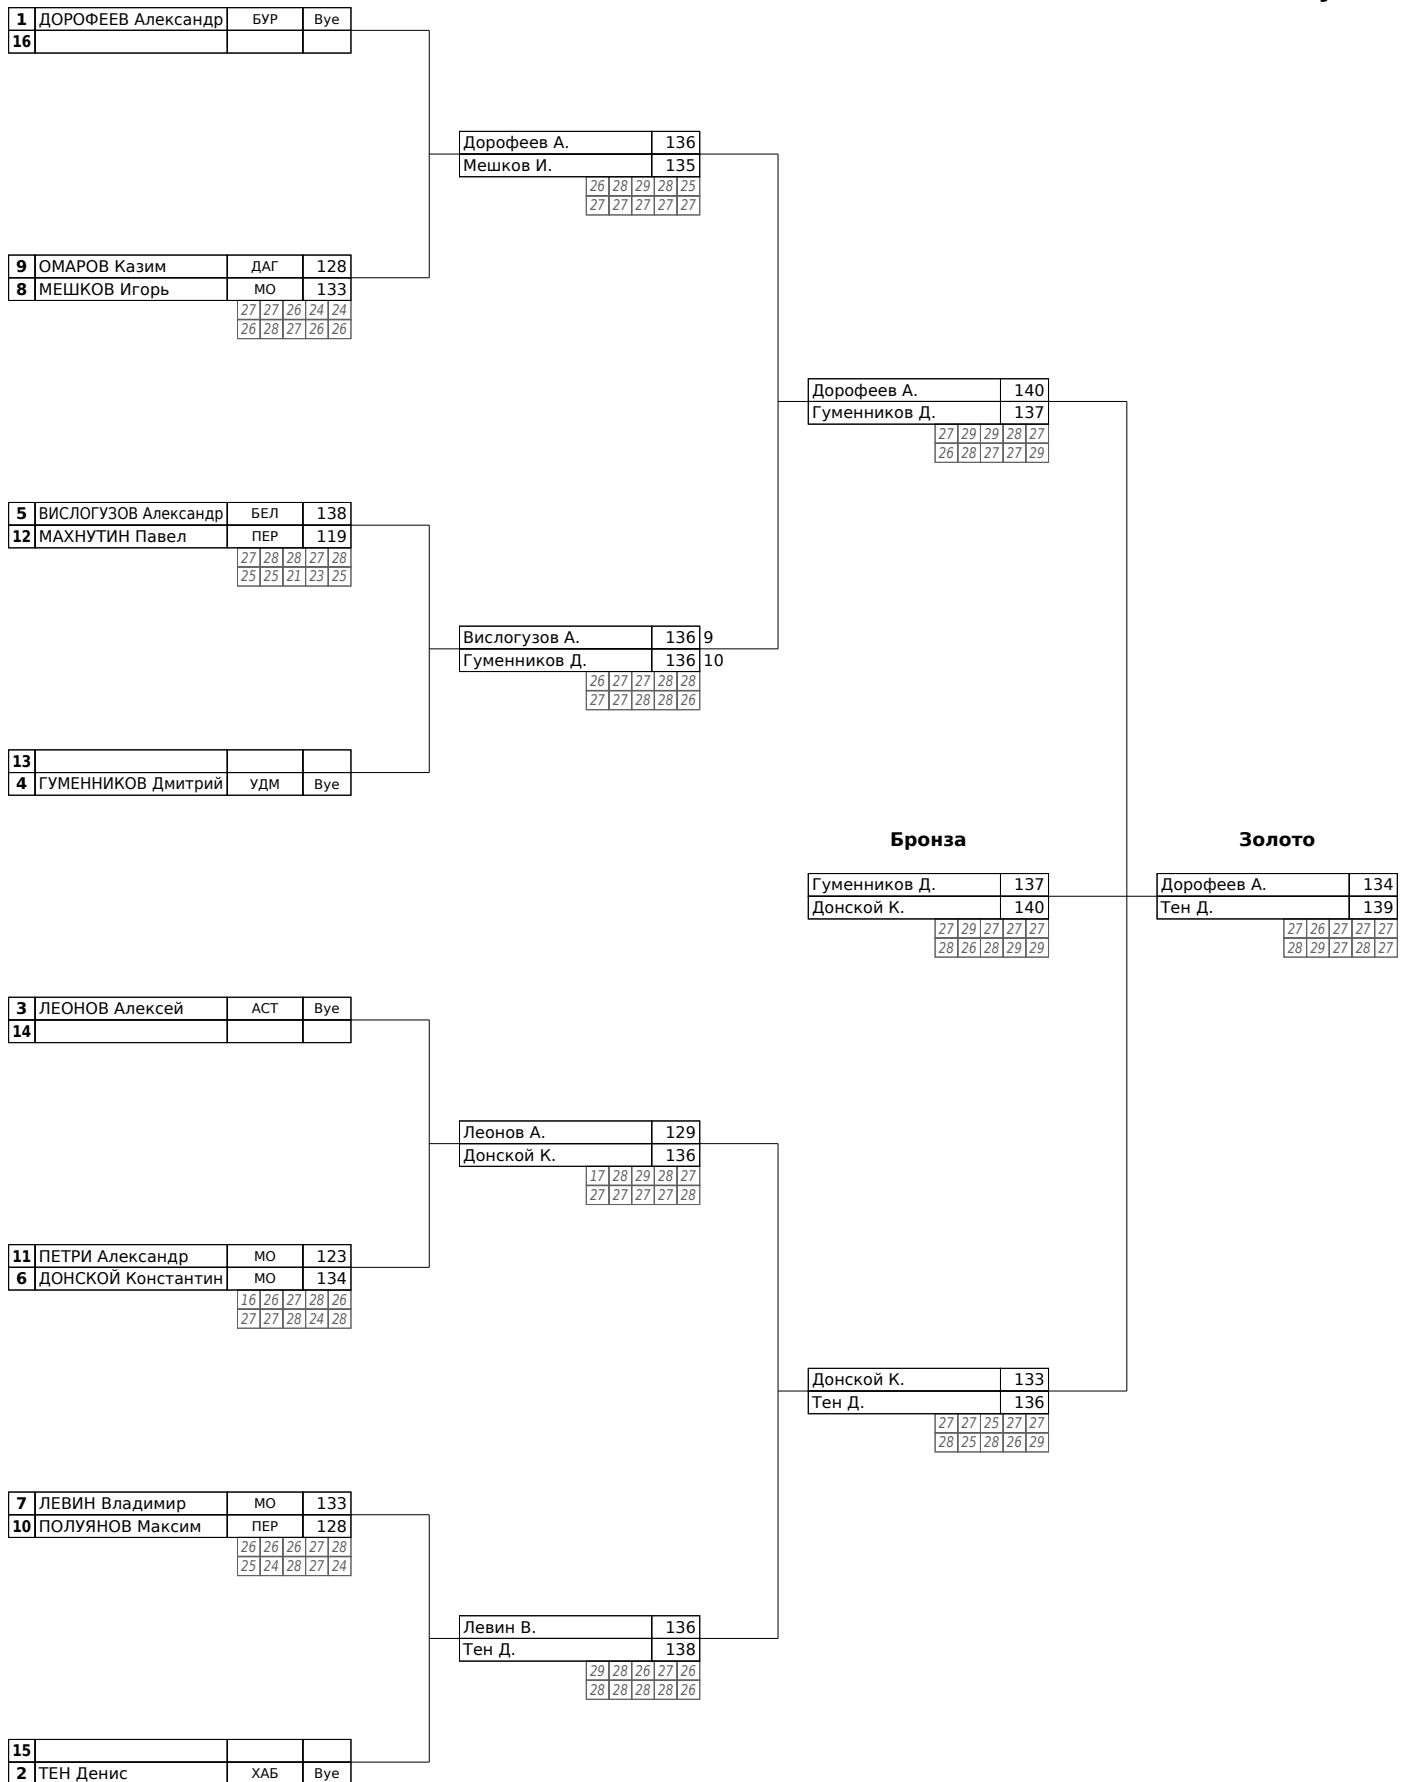 1 ДОРОФЕЕВ Александр БУР Bye
16
Дорофеев А. 136
Мешков И. 135
26 28 29 28 25
27 27 27 27 27
9 ОМАРОВ Казим ДАГ 128
8 МЕШКОВ Игорь МО 133
27 27 26 24 24
26 28 27 26 26
Дорофеев А. 140
Гуменников Д. 137
27 29 29 28 27
26 28 27 27 29
5 ВИСЛОГУЗОВ Александр БЕЛ 138
12 МАХНУТИН Павел ПЕР 119
27 28 28 27 28
25 25 21 23 25
Вислогузов А. 136 9
Гуменников Д. 136 10
26 27 27 28 28
27 27 28 28 26
13
4 ГУМЕННИКОВ Дмитрий УДМ Bye
Бронза Золото
Гуменников Д. 137
Донской К. 140
27 29 27 27 27
28 26 28 29 29
Дорофеев А. 134
Тен Д. 139
27 26 27 27 27
28 29 27 28 27
3 ЛЕОНОВ Алексей АСТ Bye
14
Леонов А. 129
Донской К. 136
17 28 29 28 27
27 27 27 27 28
11 ПЕТРИ Александр МО 123
6 ДОНСКОЙ Константин МО 134
16 26 27 28 26
27 27 28 24 28
Донской К. 133
Тен Д. 136
27 27 25 27 27
28 25 28 26 29
7 ЛЕВИН Владимир МО 133
10 ПОЛУЯНОВ Максим ПЕР 128
26 26 26 27 28
25 24 28 27 24
Левин В. 136
Тен Д. 138
29 28 26 27 26
28 28 28 28 26
15
2 ТЕН Денис ХАБ Bye